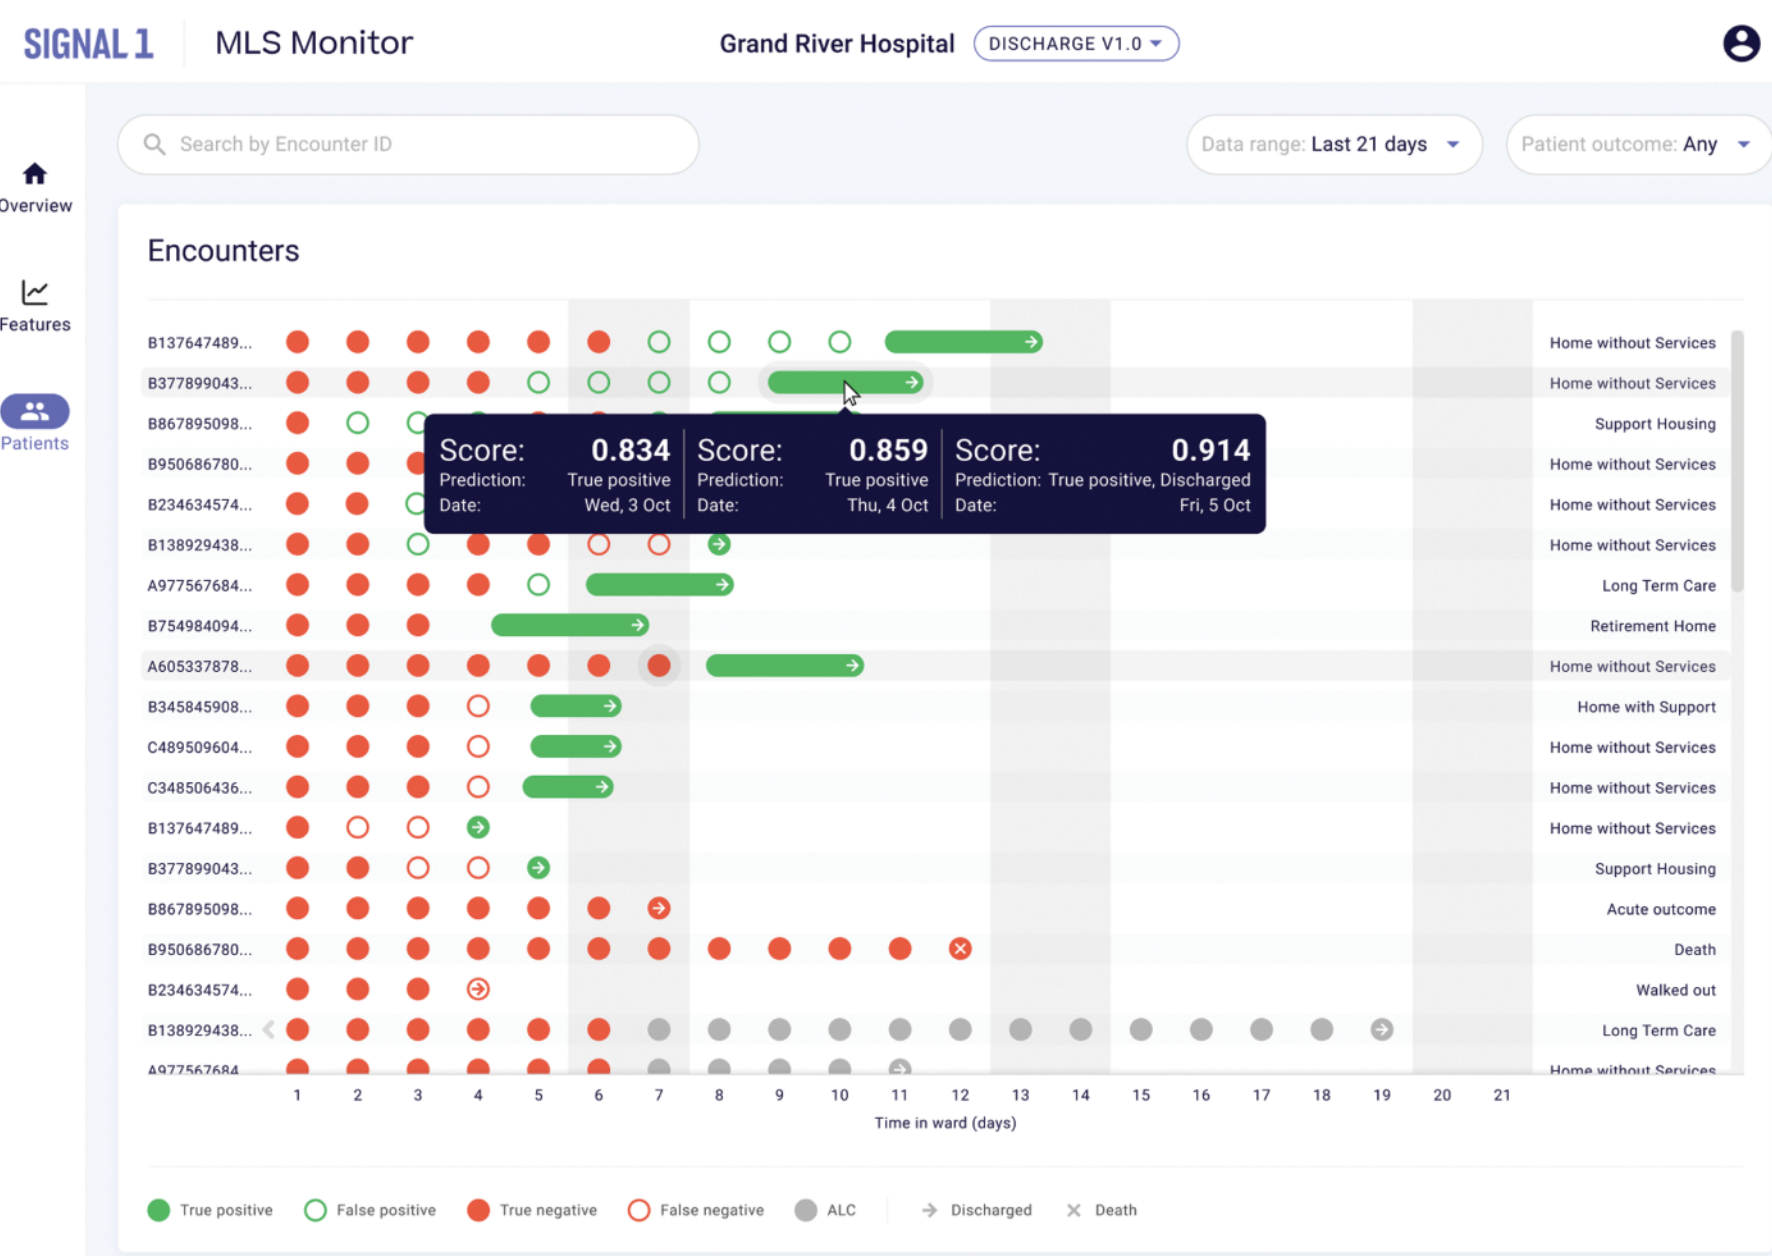 SIGNAL 1
MLS Monitor
Grand River Hospital
DISCHARGE V1.0
Search by Encounter ID
Data range: Last 21 days
Patient outcome: Any
Overview
Features
Patients
Encounters
B137647489... Home without Services
B377899043... Home without Services
B867895098... Support Housing
B950686780... Home without Services
B234634574... Home without Services
B138929438... Home without Services
A977567684... Long Term Care
B754984094... Retirement Home
A605337878... Home without Services
B345845908... Home with Support
C489509604... Home without Services
C348506436... Home without Services
B137647489... Home without Services
B377899043... Support Housing
B867895098... Acute outcome
B950686780... Death
B234634574... Walked out
B138929438... Long Term Care
A977567684 Home without Services
Score: 0.834 Score: 0.859 Score: 0.914
Prediction: True positive Prediction: True positive Prediction: True positive, Discharged
Date: Wed, 3 Oct Date: Thu, 4 Oct Date: Fri, 5 Oct
1 2 3 4 5 6 7 8 9 10 11 12 13 14 15 16 17 18 19 20 21
Time in ward (days)
True positive False positive True negative False negative ALC Discharged Death